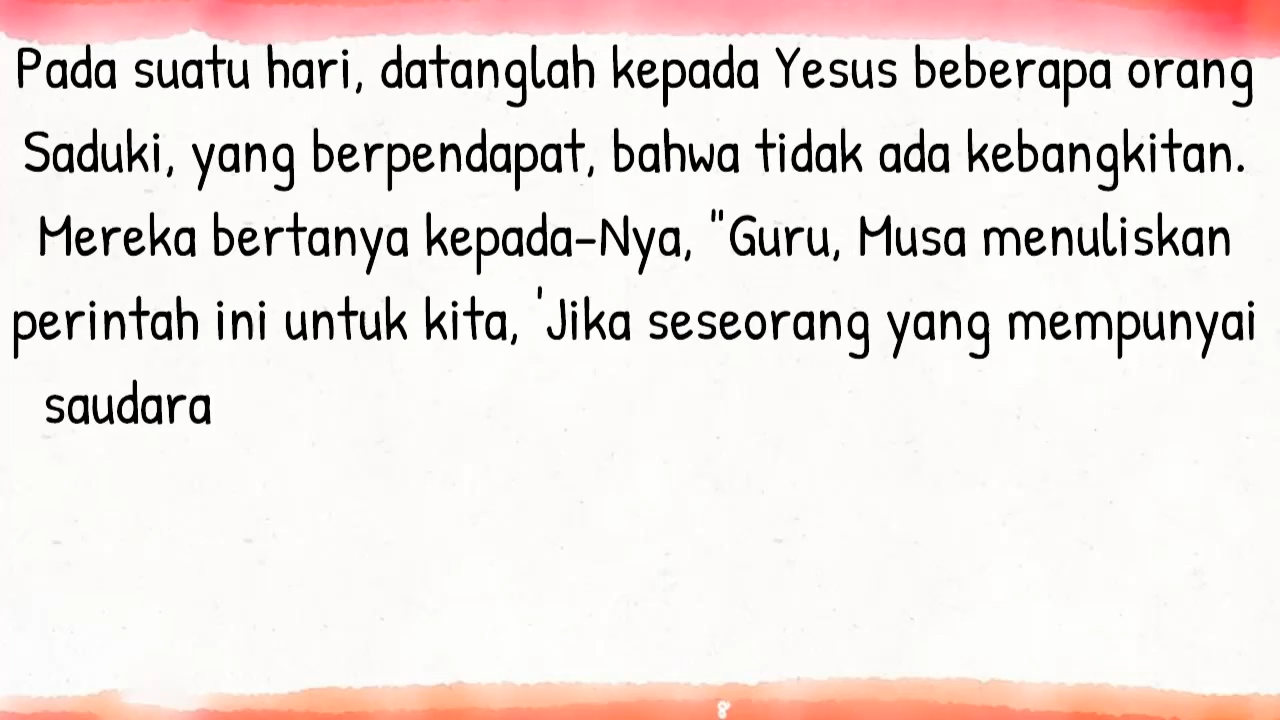 Pada suatu hari, datanglah kepada Yesus beberapa orang
Saduki, yang berpendapat, bahwa tidak ada kebangkitan.
Mereka bertanya kepada-Nya, "Guru, Musa menuliskan
perintah ini untuk kita, 'Jika seseorang yang mempunyai
saudara
8